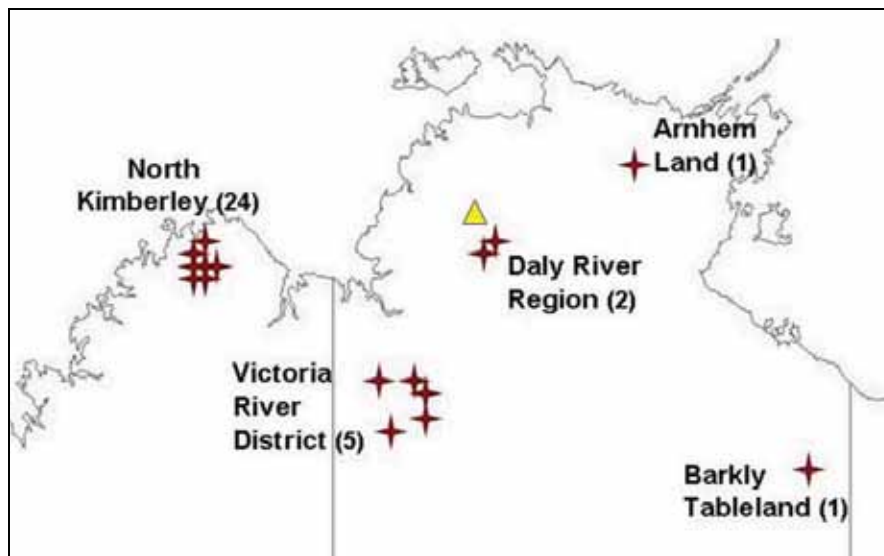 North
Kimberley (24)
Arnhem
Land (1)
Daly River
Region (2)
Victoria
River
District (5)
Barkly
Tableland (1)